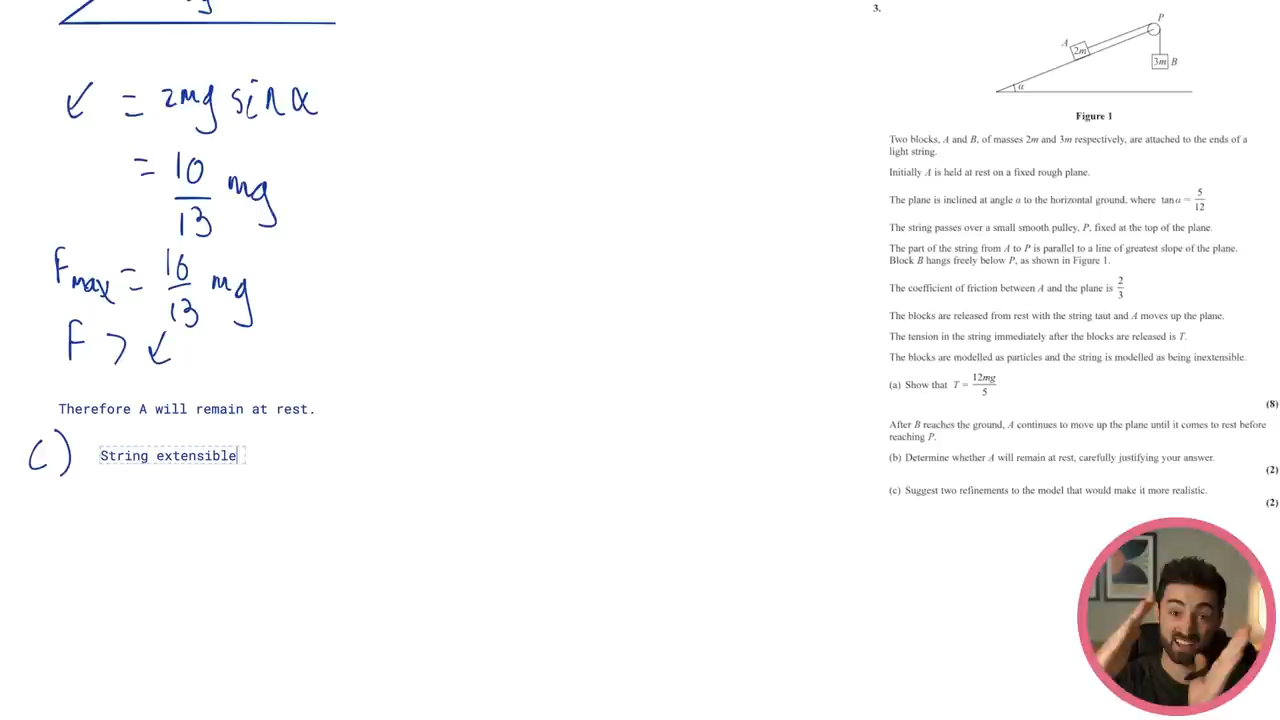 ↙ = 2mg sin α
= 10/13 mg
Fmax = 16/13 mg
F > ↙
Therefore A will remain at rest.
C) String extensible
3.
P
A
2m
3m B
α
Figure 1
Two blocks, A and B, of masses 2m and 3m respectively, are attached to the ends of a
light string.
Initially A is held at rest on a fixed rough plane.
The plane is inclined at angle α to the horizontal ground, where tan α = 5/12
The string passes over a small smooth pulley, P, fixed at the top of the plane.
The part of the string from A to P is parallel to a line of greatest slope of the plane.
Block B hangs freely below P, as shown in Figure 1.
The coefficient of friction between A and the plane is 2/3
The blocks are released from rest with the string taut and A moves up the plane.
The tension in the string immediately after the blocks are released is T.
The blocks are modelled as particles and the string is modelled as being inextensible.
(a) Show that T = 12mg/5
(8)
After B reaches the ground, A continues to move up the plane until it comes to rest before
reaching P.
(b) Determine whether A will remain at rest, carefully justifying your answer.
(2)
(c) Suggest two refinements to the model that would make it more realistic.
(2)